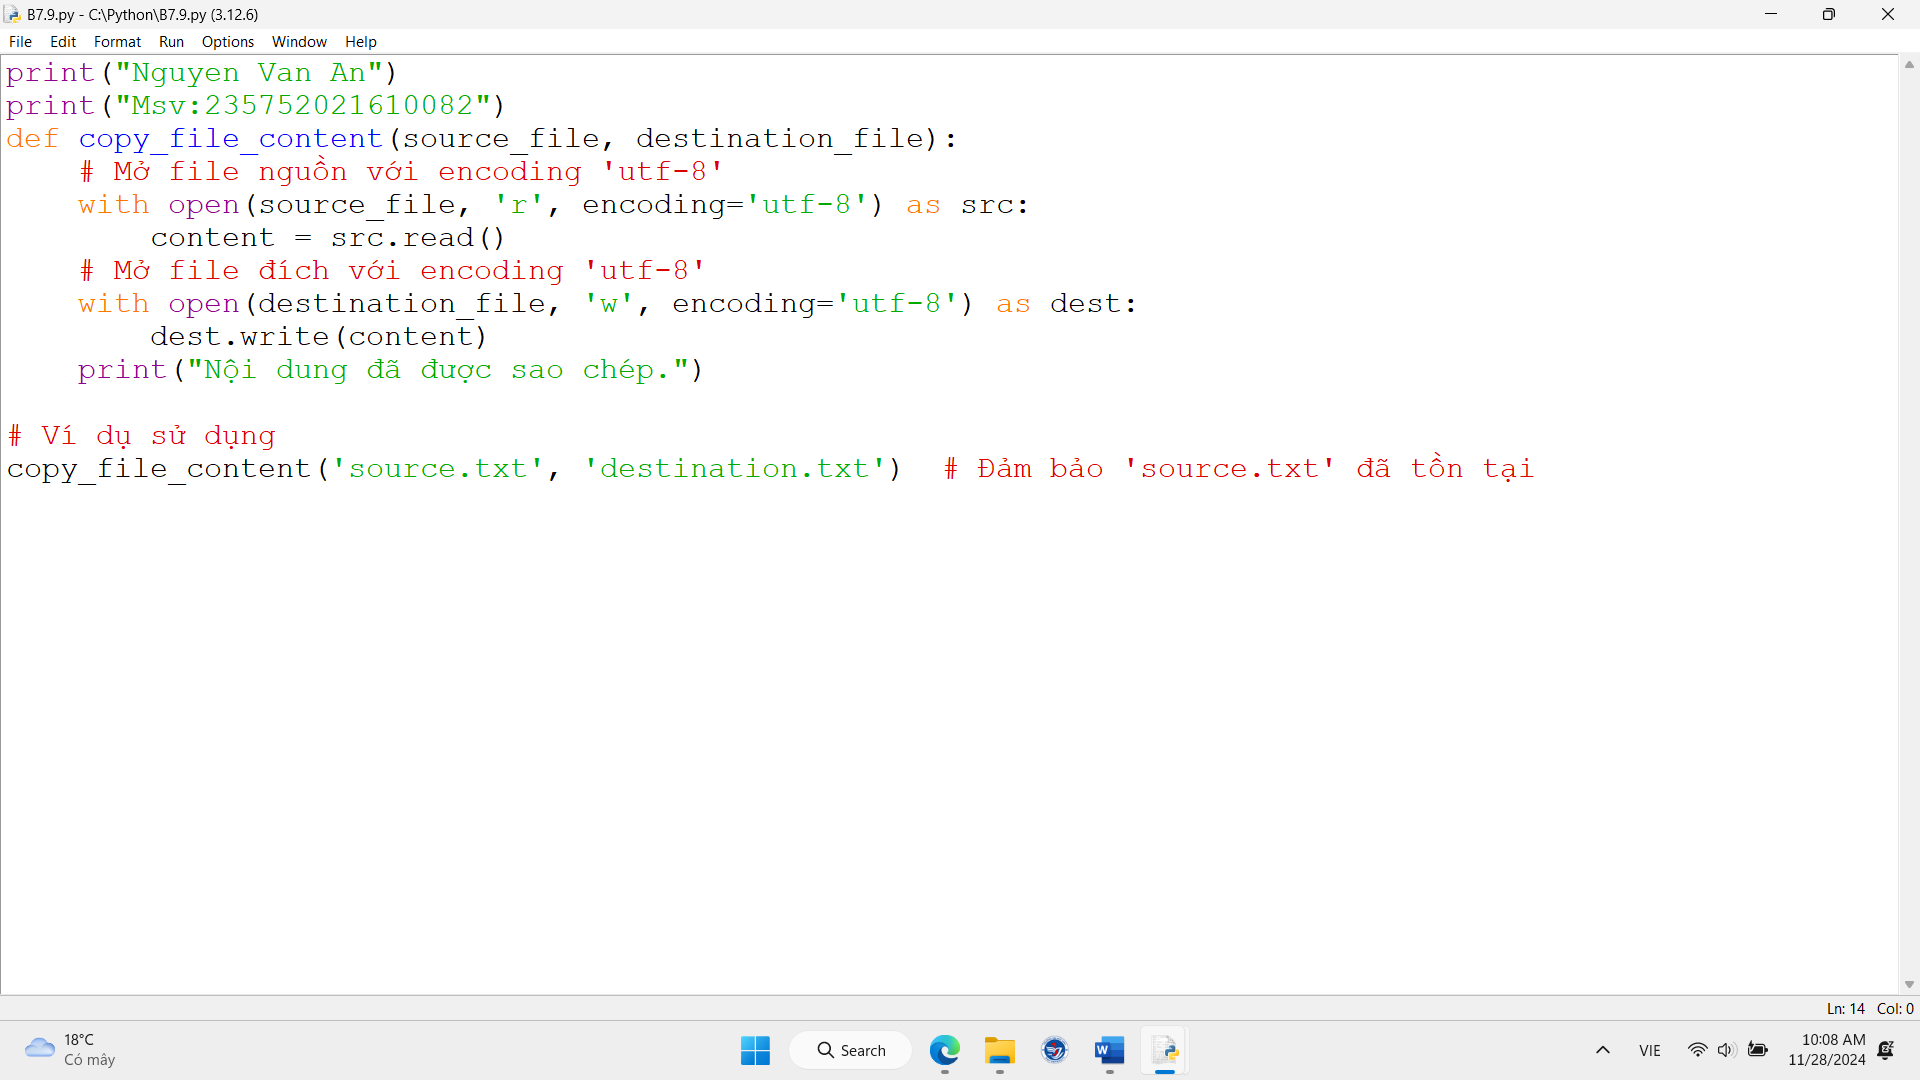 B7.9.py - C:\Python\B7.9.py (3.12.6)
File Edit Format Run Options Window Help
print("Nguyen Van An")
print("Msv:235752021610082")
def copy_file_content(source_file, destination_file):
    # Mở file nguồn với encoding 'utf-8'
    with open(source_file, 'r', encoding='utf-8') as src:
        content = src.read()
    # Mở file đích với encoding 'utf-8'
    with open(destination_file, 'w', encoding='utf-8') as dest:
        dest.write(content)
    print("Nội dung đã được sao chép.")
# Ví dụ sử dụng
copy_file_content('source.txt', 'destination.txt')  # Đảm bảo 'source.txt' đã tồn tại
Ln: 14 Col: 0
18°C
Có mây
Search
VIE
10:08 AM
11/28/2024